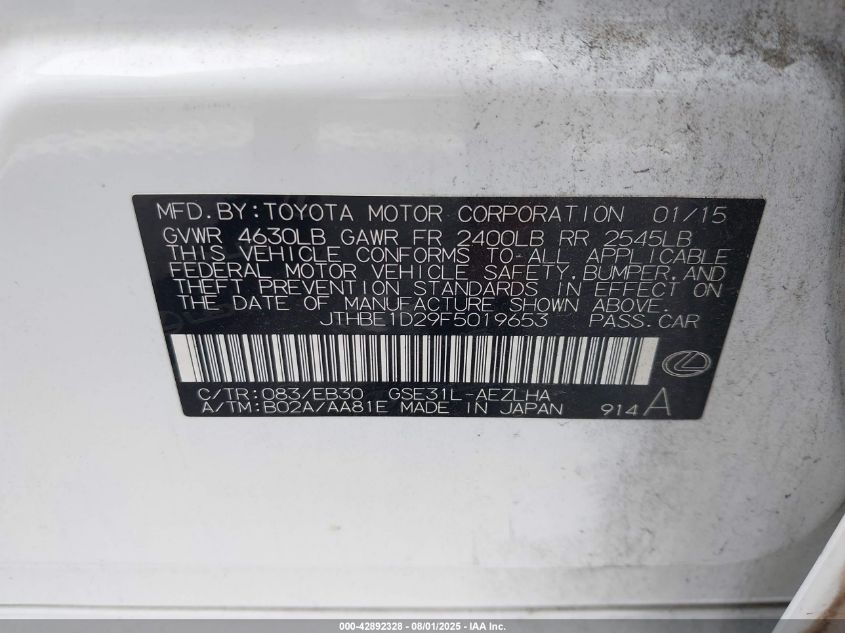 MFD.BY:TOYOTA MOTOR CORPORATION 01/15
GVWR 4630LB GAWR FR 2400LB RR 2545LB
THIS VEHICLE CONFORMS TO ALL APPLICABLE
FEDERAL MOTOR VEHICLE SAFETY, BUMPER, AND
THEFT PREVENTION STANDARDS IN EFFECT ON
THE DATE OF MANUFACTURE SHOWN ABOVE.
JTHBE1D29F5019653 PASS.CAR
C/TR:083/EB30 GSE31L-AEZLHA
A/TM:B02A/AA81E MADE IN JAPAN 914A
000-42892328 - 08/01/2025 - IAA Inc.